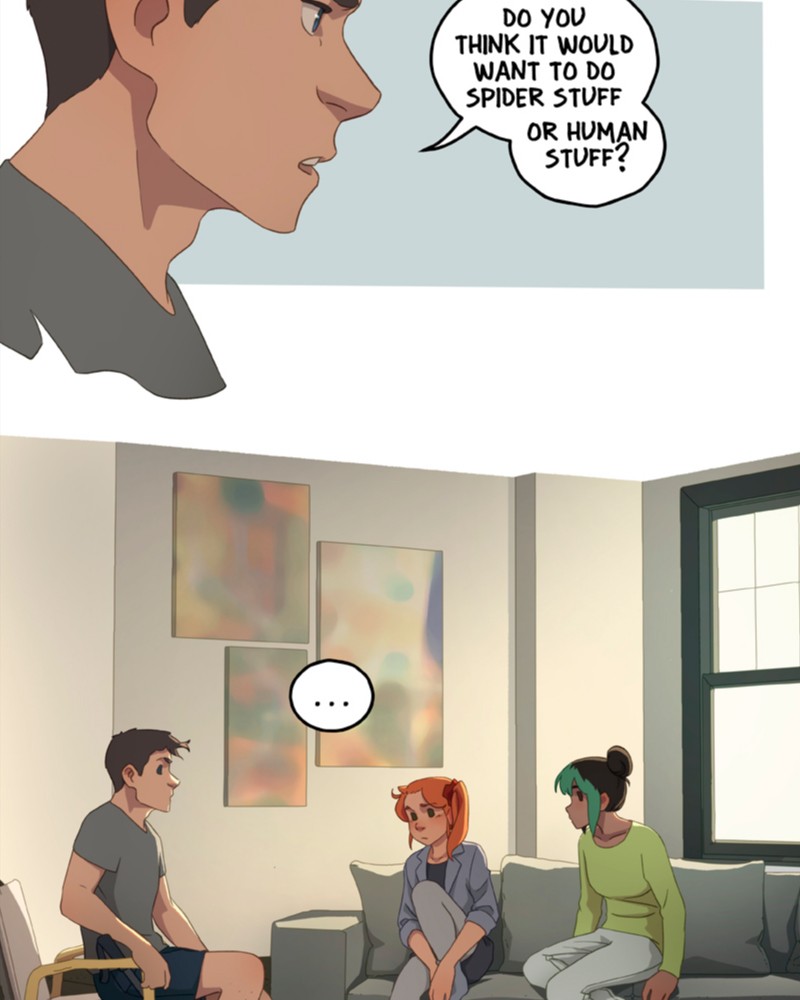 DO YOU
THINK IT WOULD
WANT TO DO
SPIDER STUFF
OR HUMAN
STUFF?
...